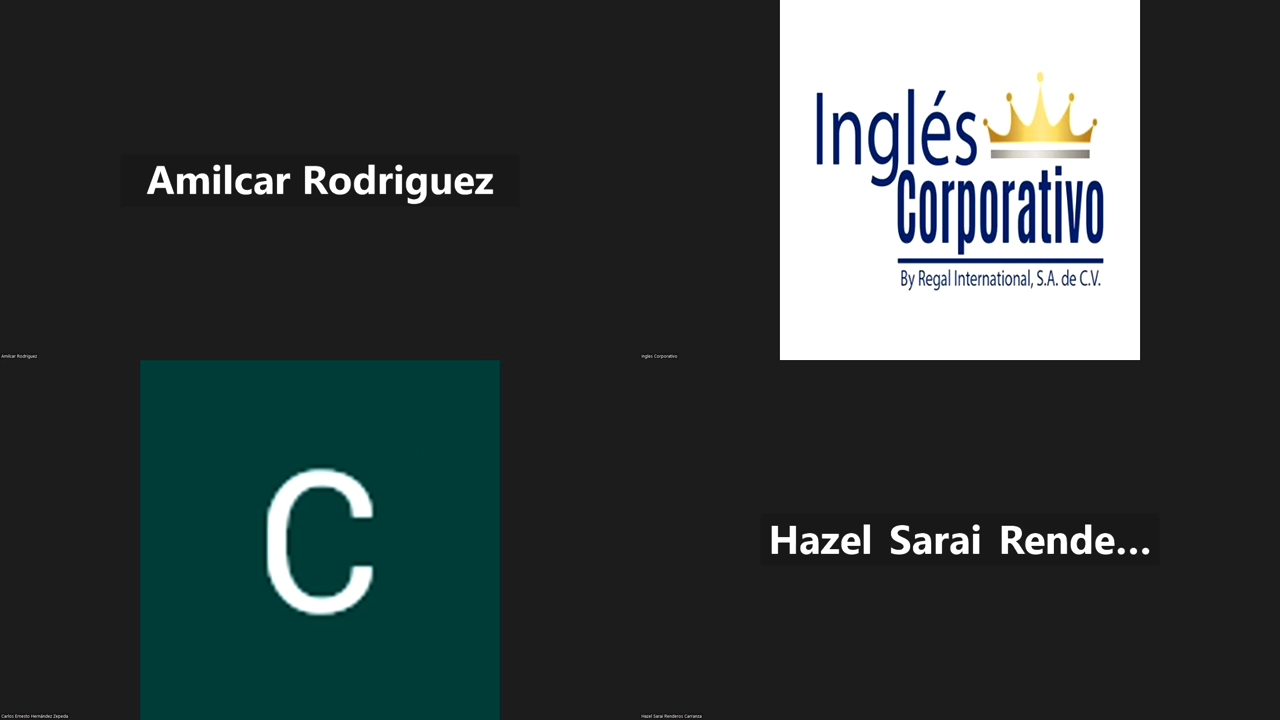 Amilcar Rodriguez
Inglés
Corporativo
By Regal International, S.A. de C.V.
Amilcar Rodriguez
Ingles Corporativo
C
Hazel Sarai Rende...
Carlos Ernesto Hernández Zepeda
Hazel Sarai Renderos Carranza